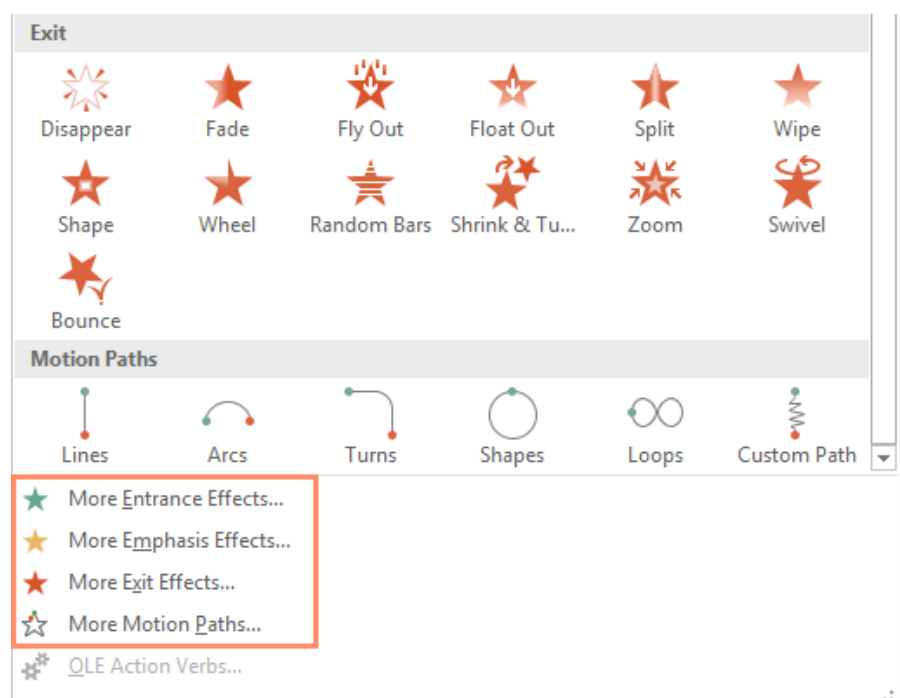 Exit
Disappear Fade Fly Out Float Out Split Wipe
Shape Wheel Random Bars Shrink & Tu... Zoom Swivel
Bounce
Motion Paths
Lines Arcs Turns Shapes Loops Custom Path
More Entrance Effects...
More Emphasis Effects...
More Exit Effects...
More Motion Paths...
OLE Action Verbs...